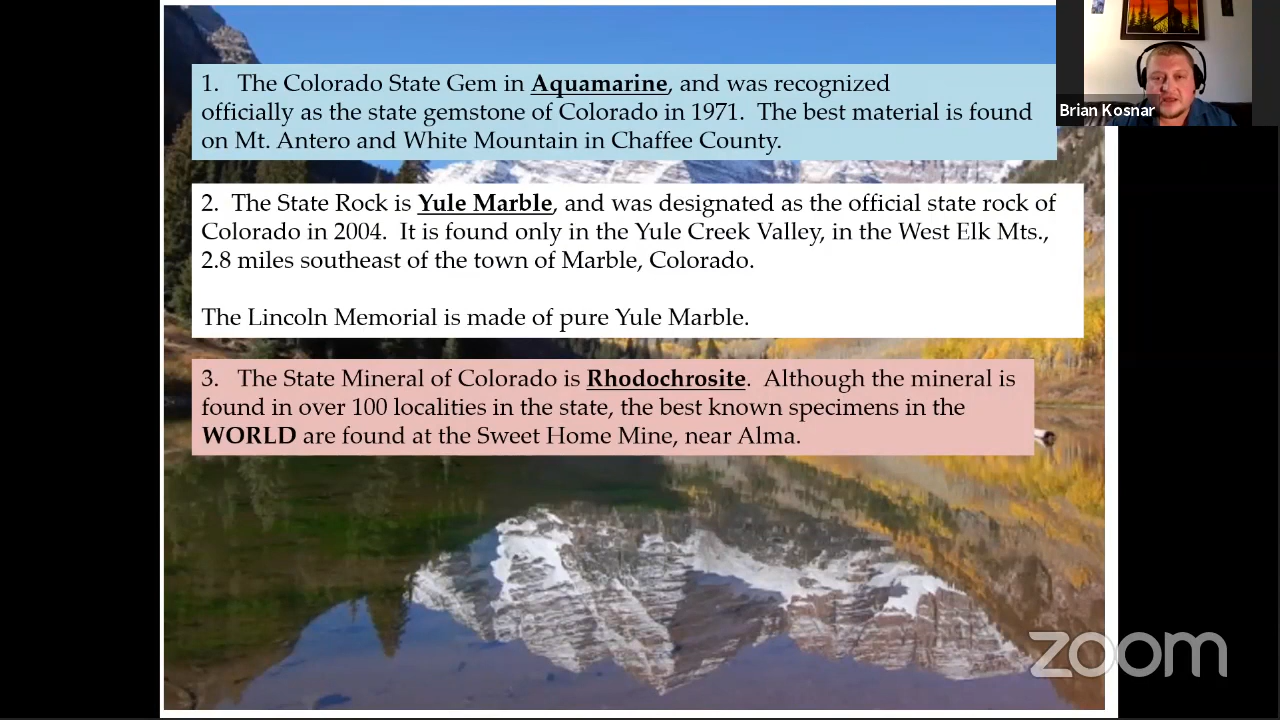 1.   The Colorado State Gem in Aquamarine, and was recognized
officially as the state gemstone of Colorado in 1971.  The best material is found
on Mt. Antero and White Mountain in Chaffee County.
Brian Kosnar
2.  The State Rock is Yule Marble, and was designated as the official state rock of
Colorado in 2004.  It is found only in the Yule Creek Valley, in the West Elk Mts.,
2.8 miles southeast of the town of Marble, Colorado.
The Lincoln Memorial is made of pure Yule Marble.
3.   The State Mineral of Colorado is Rhodochrosite.  Although the mineral is
found in over 100 localities in the state, the best known specimens in the
WORLD are found at the Sweet Home Mine, near Alma.
zoom